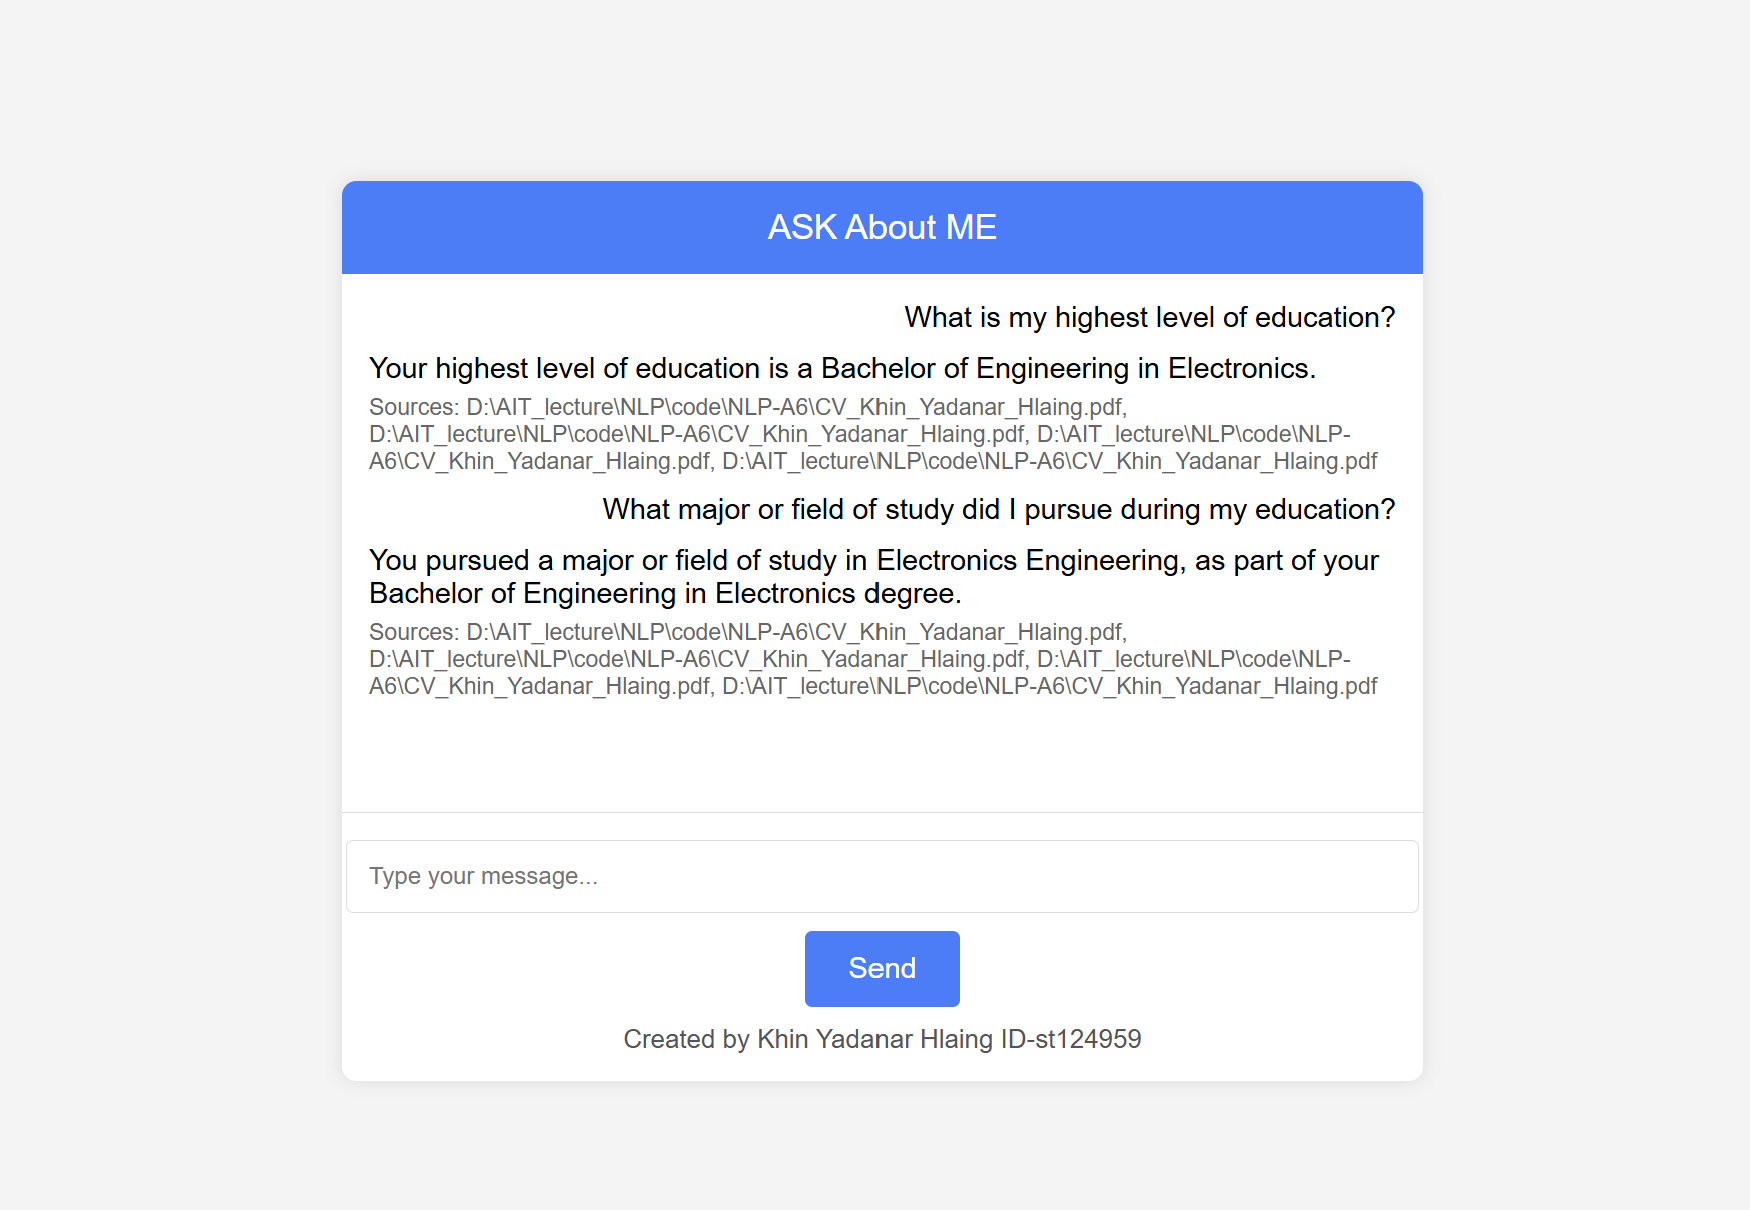 ASK About ME
What is my highest level of education?
Your highest level of education is a Bachelor of Engineering in Electronics.
Sources: D:\AIT_lecture\NLP\code\NLP-A6\CV_Khin_Yadanar_Hlaing.pdf,
D:\AIT_lecture\NLP\code\NLP-A6\CV_Khin_Yadanar_Hlaing.pdf, D:\AIT_lecture\NLP\code\NLP-
A6\CV_Khin_Yadanar_Hlaing.pdf, D:\AIT_lecture\NLP\code\NLP-A6\CV_Khin_Yadanar_Hlaing.pdf
What major or field of study did I pursue during my education?
You pursued a major or field of study in Electronics Engineering, as part of your
Bachelor of Engineering in Electronics degree.
Sources: D:\AIT_lecture\NLP\code\NLP-A6\CV_Khin_Yadanar_Hlaing.pdf,
D:\AIT_lecture\NLP\code\NLP-A6\CV_Khin_Yadanar_Hlaing.pdf, D:\AIT_lecture\NLP\code\NLP-
A6\CV_Khin_Yadanar_Hlaing.pdf, D:\AIT_lecture\NLP\code\NLP-A6\CV_Khin_Yadanar_Hlaing.pdf
Type your message...
Send
Created by Khin Yadanar Hlaing ID-st124959